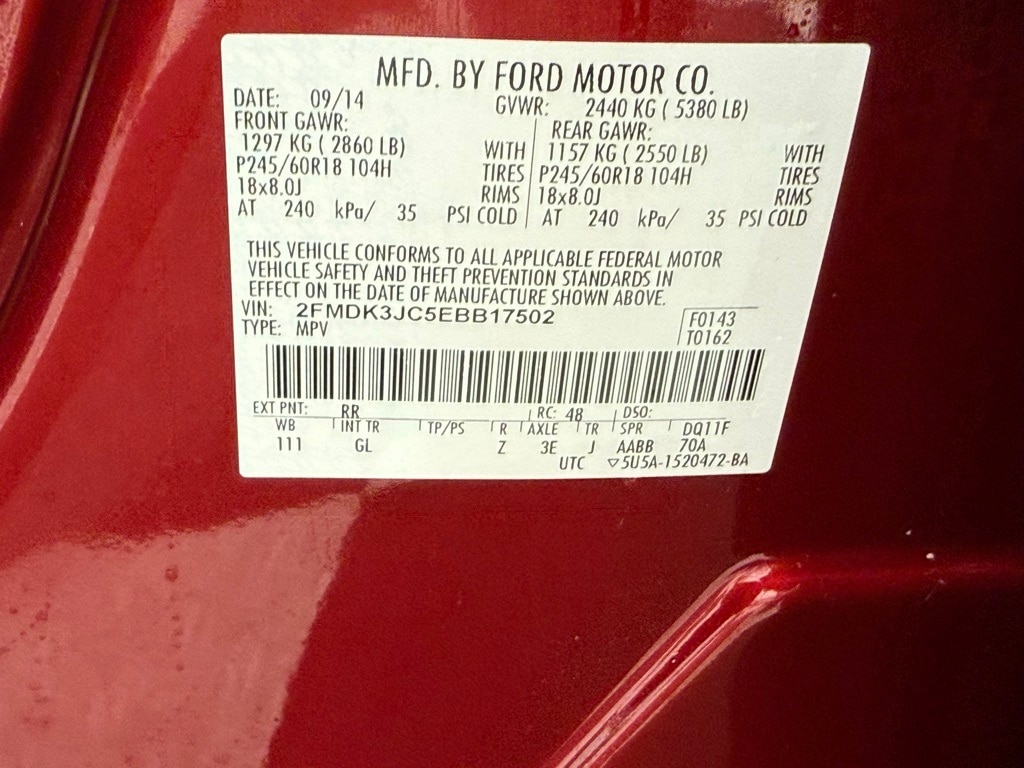 MFD. BY FORD MOTOR CO.
DATE: 09/14 GVWR: 2440 KG ( 5380 LB)
FRONT GAWR: REAR GAWR:
1297 KG ( 2860 LB) WITH 1157 KG ( 2550 LB) WITH
P245/60R18 104H TIRES P245/60R18 104H TIRES
18x8.0J RIMS 18x8.0J RIMS
AT 240 kPa/ 35 PSI COLD AT 240 kPa/ 35 PSI COLD
THIS VEHICLE CONFORMS TO ALL APPLICABLE FEDERAL MOTOR
VEHICLE SAFETY AND THEFT PREVENTION STANDARDS IN
EFFECT ON THE DATE OF MANUFACTURE SHOWN ABOVE.
VIN: 2FMDK3JC5EBB17502 F0143
TYPE: MPV T0162
EXT PNT: RR RC: 48 DSO:
WB INT TR TP/PS R AXLE TR SPR DQ11F
111 GL Z 3E J AABB 70A
UTC ▽5U5A-1520472-BA